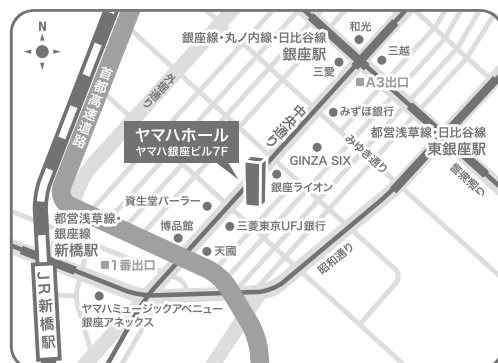 N
和光
銀座線・丸ノ内線・日比谷線
銀座駅
三越
三愛
■A3出口
外堀通り
中央通り
みずほ銀行
首都高速道路
都営浅草線・日比谷線
東銀座駅
ヤマハホール
ヤマハ銀座ビル7F
みゆき通り
GINZA SIX
晴海通り
銀座ライオン
資生堂パーラー
都営浅草線・
銀座線
新橋駅
博品館
三菱東京UFJ銀行
天國
昭和通り
■1番出口
JR新橋駅
ヤマハミュージックアベニュー
銀座アネックス